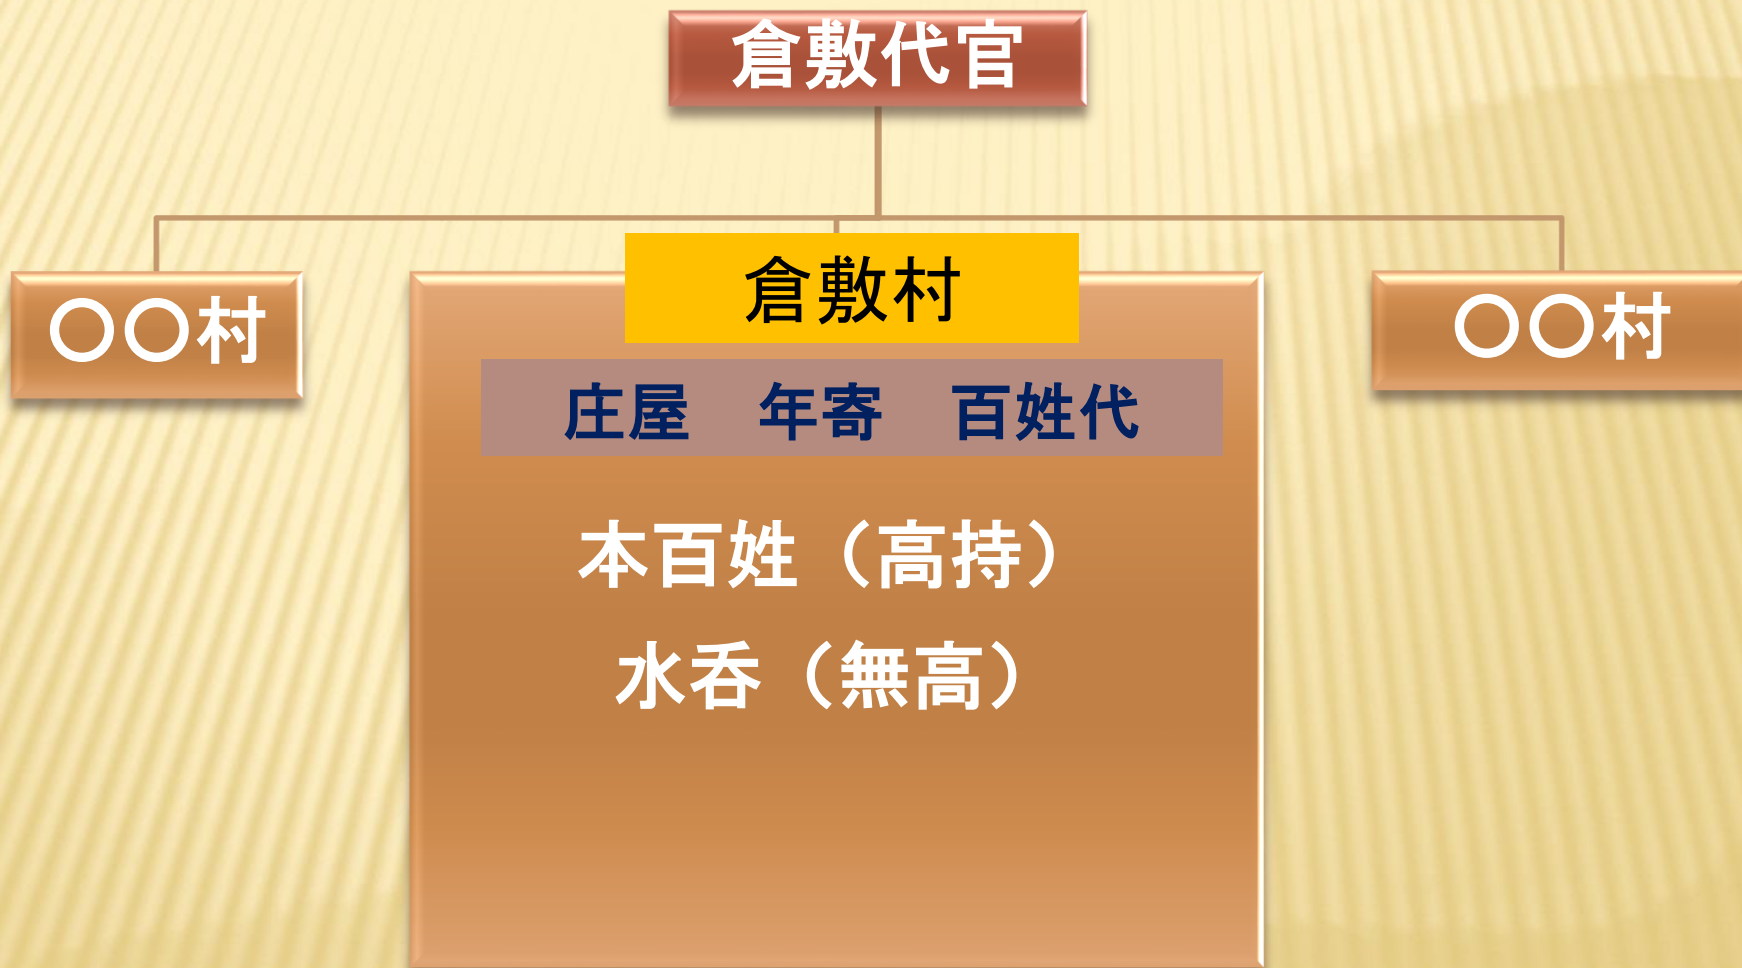 倉敷代官
〇〇村
倉敷村
〇〇村
庄屋　年寄　百姓代
本百姓（高持）
水呑（無高）